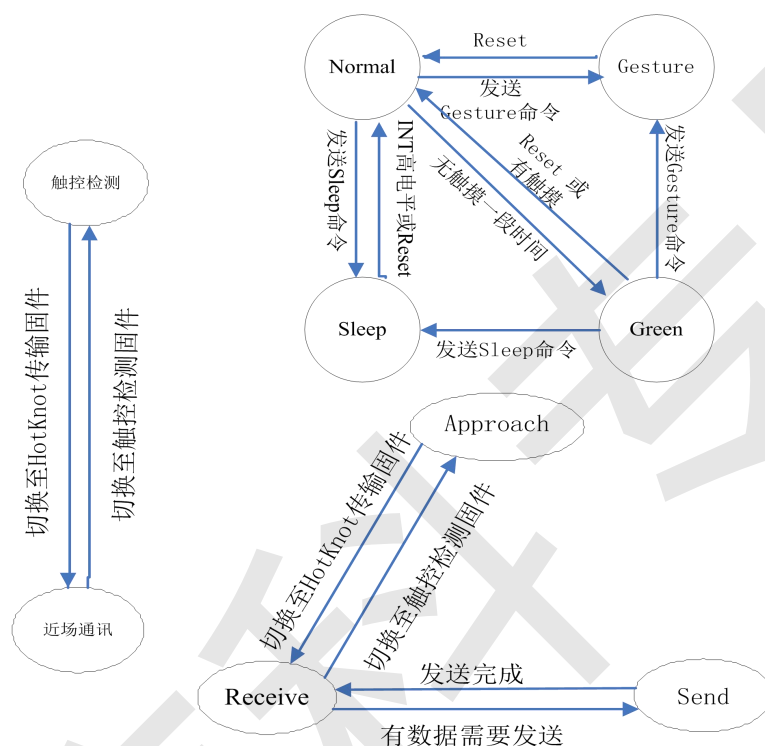 Reset
Normal
Gesture
发送
Gesture命令
触控检测
发送Sleep命令
INT高电平或Reset
Reset 或
有触摸
无触摸一段时间
发送Gesture命令
Sleep
Green
发送Sleep命令
切换至HotKnot传输固件
切换至触控检测固件
Approach
切换至HotKnot传输固件
切换至触控检测固件
近场通讯
Receive
发送完成
Send
有数据需要发送